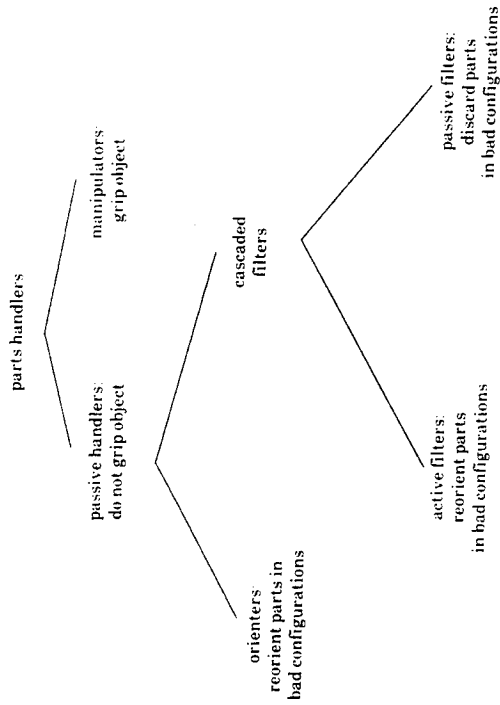 parts handlers
passive handlers:
do not grip object
manipulators:
grip object
orienters:
reorient parts in
bad configurations
cascaded
filters
active filters:
reorient parts
in bad configurations
passive filters:
discard parts
in bad configurations